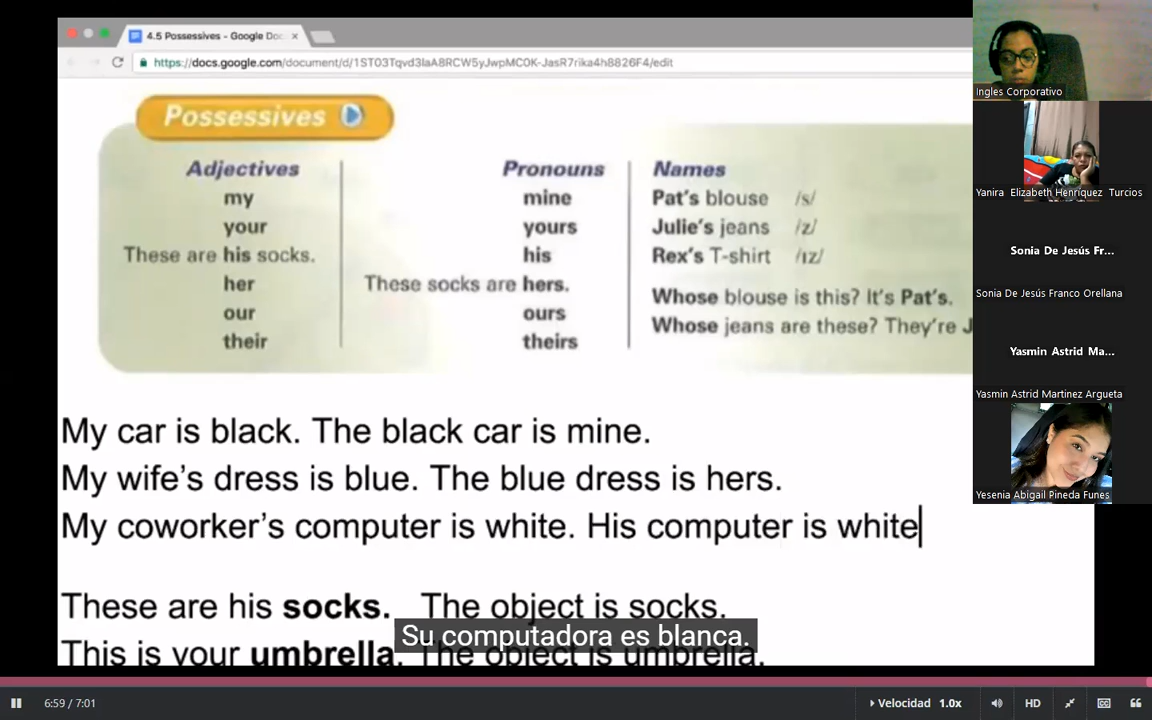 4.5 Possessives - Google Doc
https://docs.google.com/document/d/1ST03Tqvd3laA8RCW5yJwpMC0K-JasR7rika4h8826F4/edit
Possessives
Adjectives
my
your
These are his socks.
her
our
their
Pronouns
mine
yours
his
These socks are hers.
ours
theirs
Names
Pat's blouse /s/
Julie's jeans /z/
Rex's T-shirt /ɪz/
Whose blouse is this? It's Pat's.
Whose jeans are these? They're J
My car is black. The black car is mine.
My wife's dress is blue. The blue dress is hers.
My coworker's computer is white. His computer is white
These are his socks. The object is socks.
This is your umbrella. The object is umbrella.
Su computadora es blanca.
Ingles Corporativo
Yanira Elizabeth Henriquez Turcios
Sonia De Jesús Fr...
Sonia De Jesús Franco Orellana
Yasmin Astrid Ma...
Yasmin Astrid Martinez Argueta
Yesenia Abigail Pineda Funes
6:59 / 7:01
Velocidad 1.0x
HD